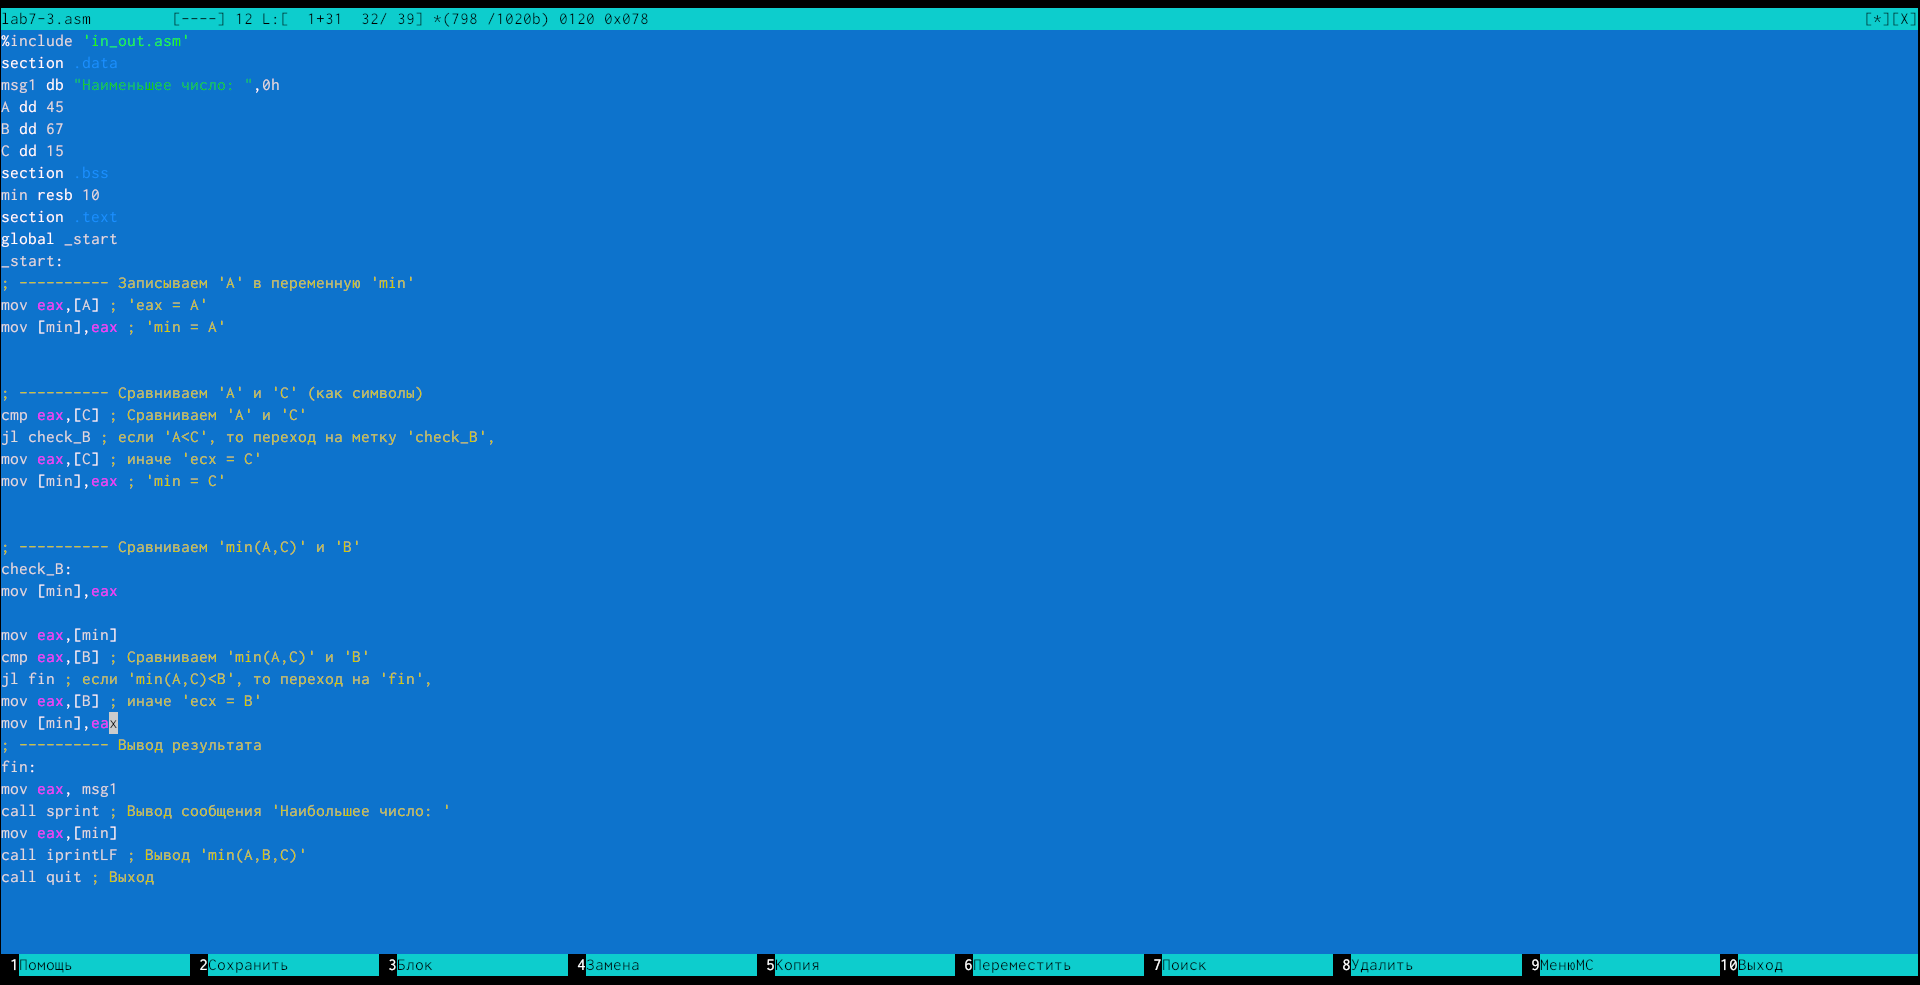 lab7-3.asm         [----] 12 L:[  1+31  32/ 39] *(798 /1020b) 0120 0x078 [*][X]
%include 'in_out.asm'
section .data
msg1 db "Наименьшее число: ",0h
A dd 45
B dd 67
C dd 15
section .bss
min resb 10
section .text
global _start
_start:
; ---------- Записываем 'A' в переменную 'min'
mov eax,[A] ; 'eax = A'
mov [min],eax ; 'min = A'
; ---------- Сравниваем 'A' и 'С' (как символы)
cmp eax,[C] ; Сравниваем 'A' и 'С'
jl check_B ; если 'A<C', то переход на метку 'check_B',
mov eax,[C] ; иначе 'ecx = C'
mov [min],eax ; 'min = C'
; ---------- Сравниваем 'min(A,C)' и 'B'
check_B:
mov [min],eax
mov eax,[min]
cmp eax,[B] ; Сравниваем 'min(A,C)' и 'B'
jl fin ; если 'min(A,C)<B', то переход на 'fin',
mov eax,[B] ; иначе 'ecx = B'
mov [min],eax
; ---------- Вывод результата
fin:
mov eax, msg1
call sprint ; Вывод сообщения 'Наибольшее число: '
mov eax,[min]
call iprintLF ; Вывод 'min(A,B,C)'
call quit ; Выход
1Помощь 2Сохранить 3Блок 4Замена 5Копия 6Переместить 7Поиск 8Удалить 9МенюMC 10Выход